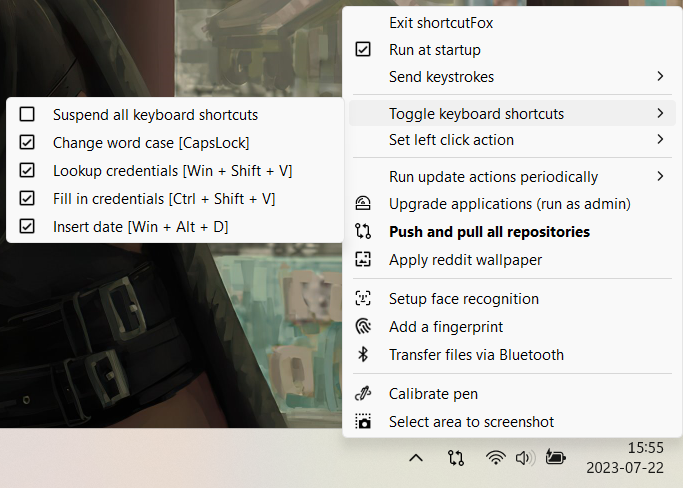 Exit shortcutFox
Run at startup
Send keystrokes
Toggle keyboard shortcuts
Set left click action
Run update actions periodically
Upgrade applications (run as admin)
Push and pull all repositories
Apply reddit wallpaper
Setup face recognition
Add a fingerprint
Transfer files via Bluetooth
Calibrate pen
Select area to screenshot
Suspend all keyboard shortcuts
Change word case [CapsLock]
Lookup credentials [Win + Shift + V]
Fill in credentials [Ctrl + Shift + V]
Insert date [Win + Alt + D]
15:55
2023-07-22